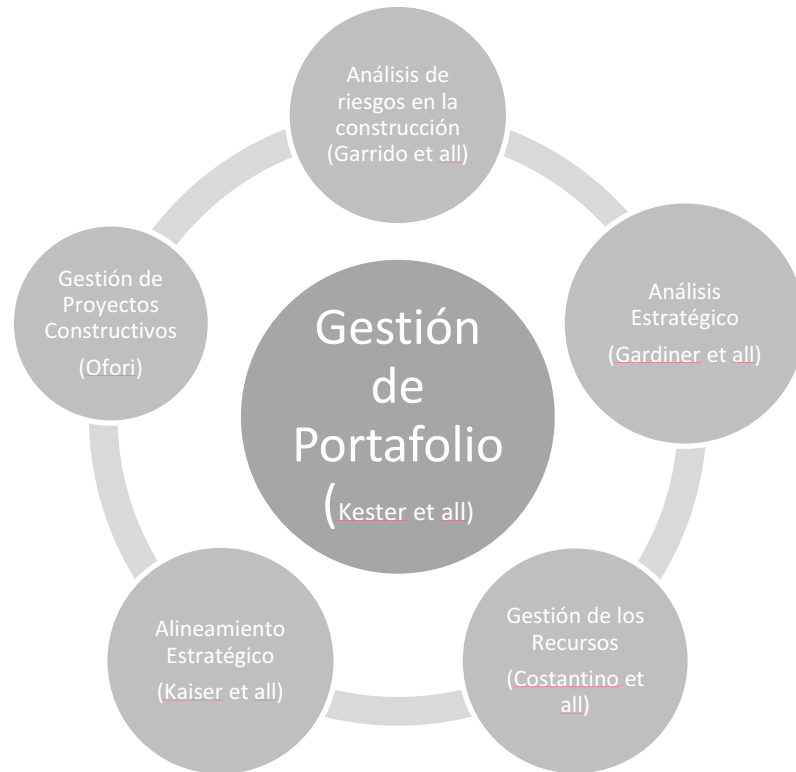 Análisis de
riesgos en la
construcción
(Garrido et all)
Análisis
Estratégico
(Gardiner et all)
Gestión de los
Recursos
(Costantino et
all)
Alineamiento
Estratégico
(Kaiser et all)
Gestión de
Proyectos
Constructivos
(Ofori)
Gestión
de
Portafolio
(Kester et all)